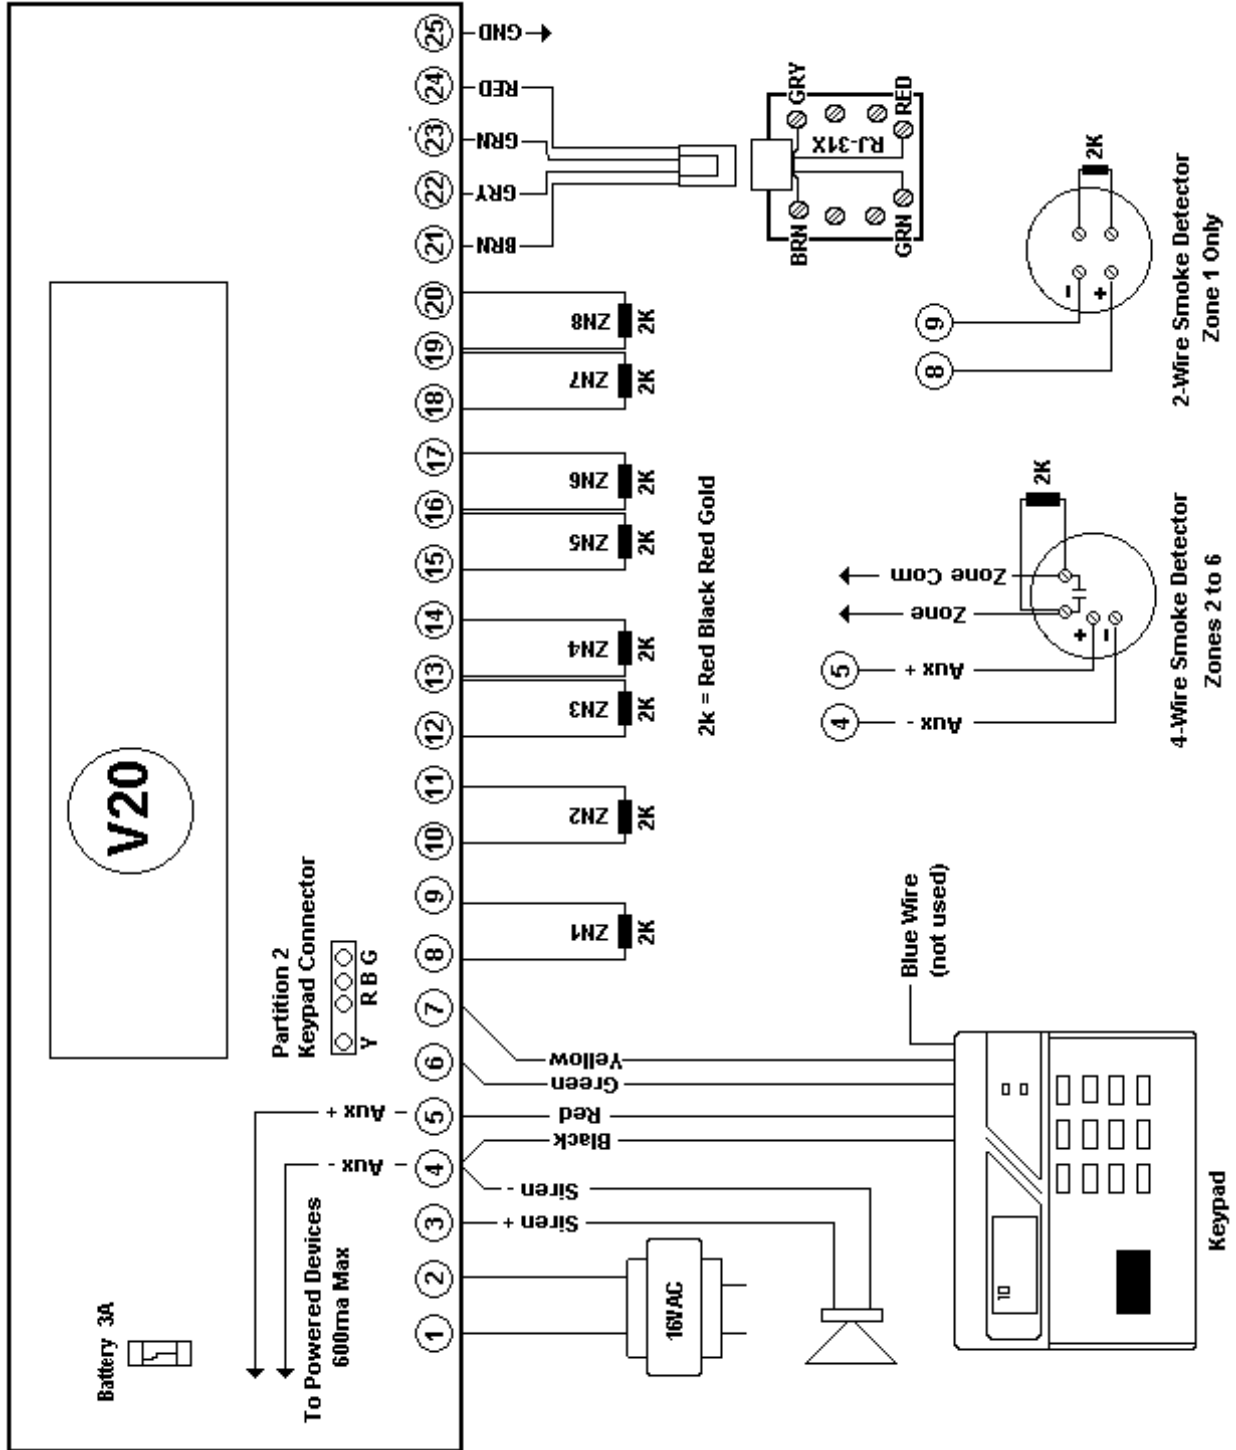 V20
Battery 3A
To Powered Devices
600ma Max
Aux -
Aux +
Partition 2
Keypad Connector
Y R B G
1
2
3
4
5
6
7
8
9
10
11
12
13
14
15
16
17
18
19
20
21
22
23
24
25
16VAC
Siren +
Siren -
Black
Red
Green
Yellow
ZN1
2K
ZN2
2K
ZN3
2K
ZN4
2K
ZN5
2K
ZN6
2K
ZN7
2K
ZN8
2K
BRN
GRY
GRN
RED
GND
2k = Red Black Red Gold
Blue Wire
(not used)
10
Keypad
BRN
GRY
RJ-31X
GRN
RED
4
Aux -
5
Aux +
Zone
Zone Com
+
-
2K
4-Wire Smoke Detector
Zones 2 to 6
8
9
-
+
2K
2-Wire Smoke Detector
Zone 1 Only